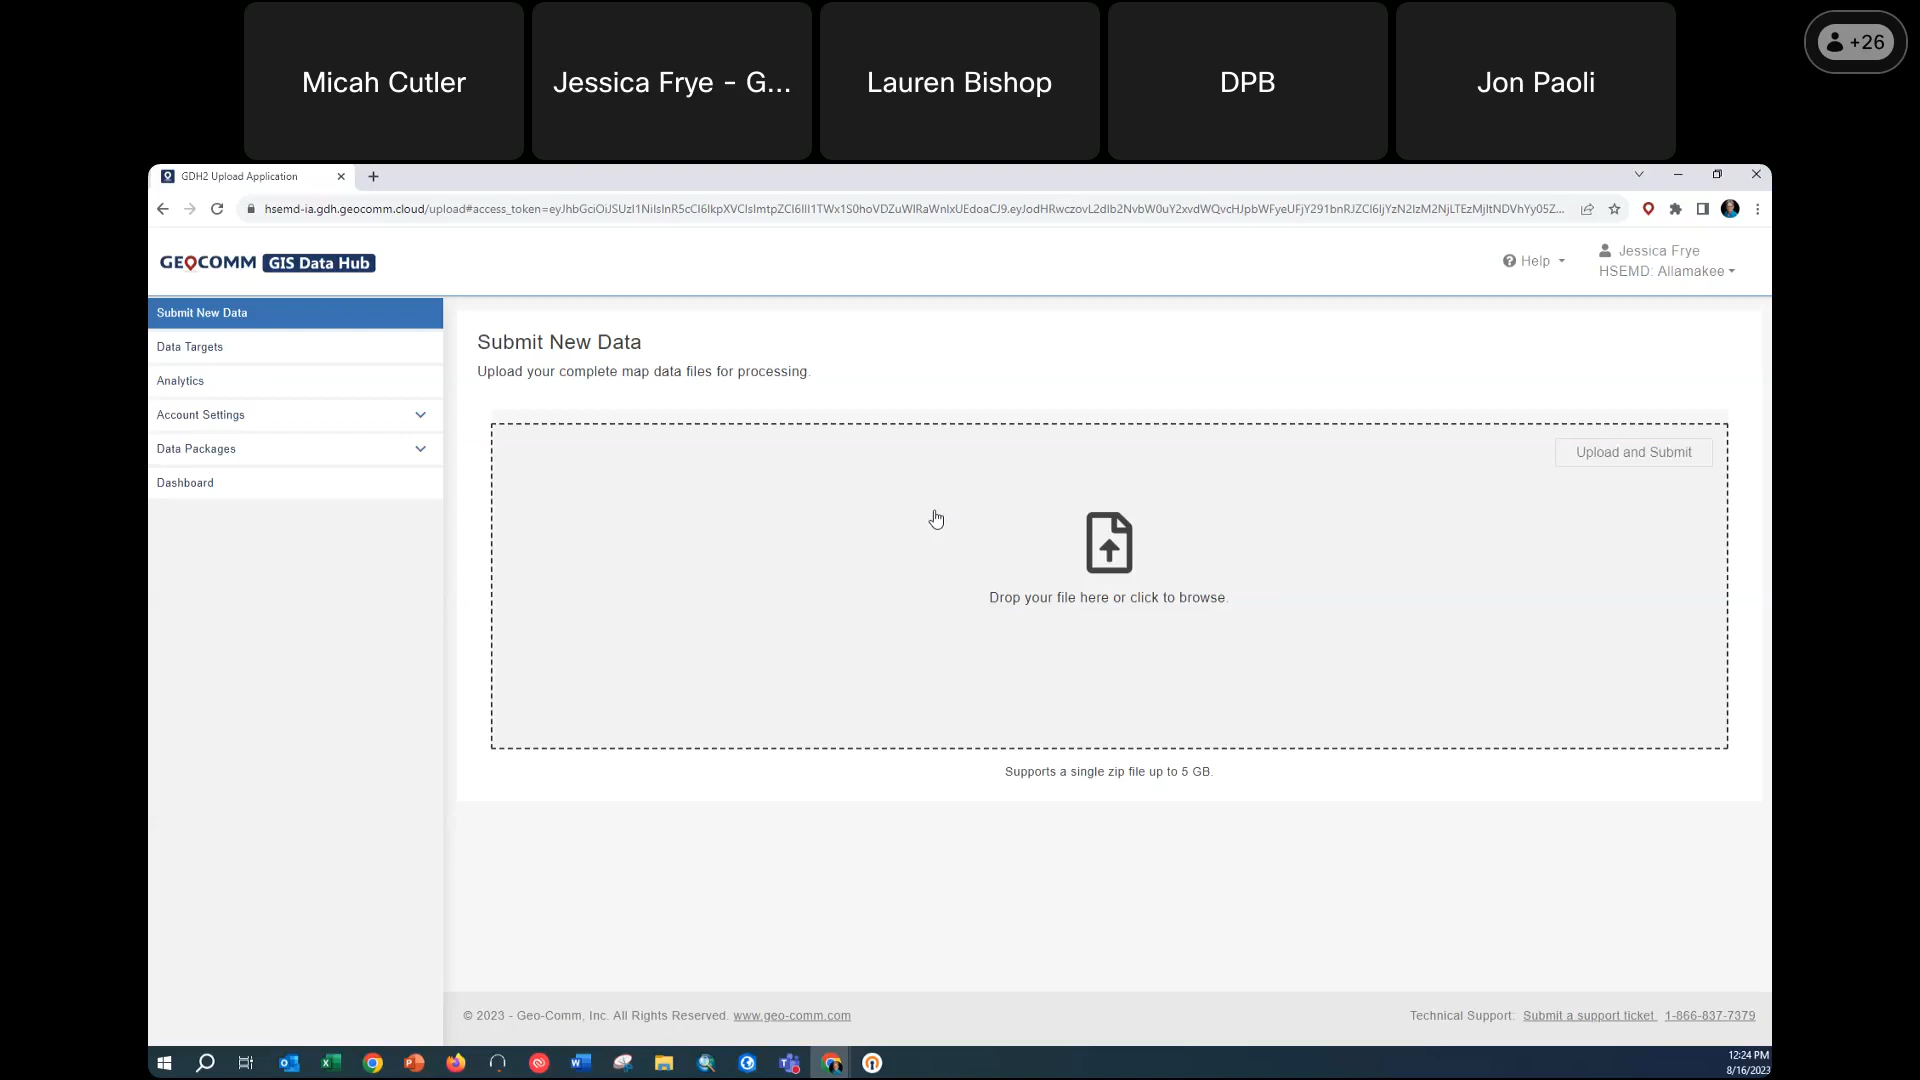 Micah Cutler
Jessica Frye - G...
Lauren Bishop
DPB
Jon Paoli
+26
GDH2 Upload Application
GEOCOMM GIS Data Hub
Help
Jessica Frye
HSEMD: Allamakee
Submit New Data
Data Targets
Analytics
Account Settings
Data Packages
Dashboard
Submit New Data
Upload your complete map data files for processing.
Upload and Submit
Drop your file here or click to browse.
Supports a single zip file up to 5 GB.
© 2023 - Geo-Comm, Inc. All Rights Reserved. www.geo-comm.com
Technical Support: Submit a support ticket 1-866-837-7379
12:24 PM
8/16/2023